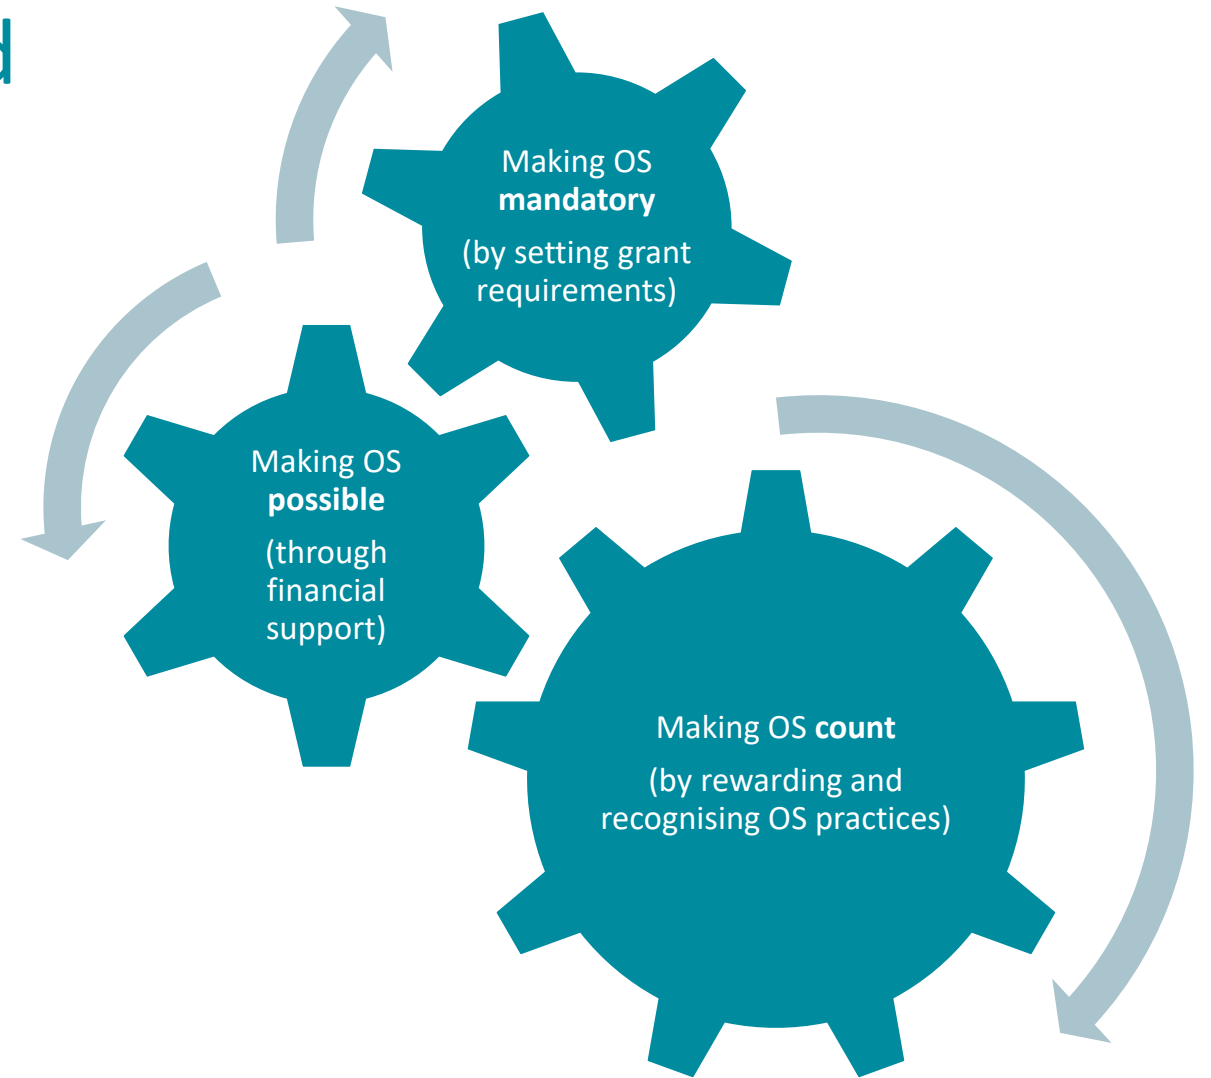 Making OS
mandatory
(by setting grant
requirements)
Making OS
possible
(through
financial
support)
Making OS count
(by rewarding and
recognising OS practices)